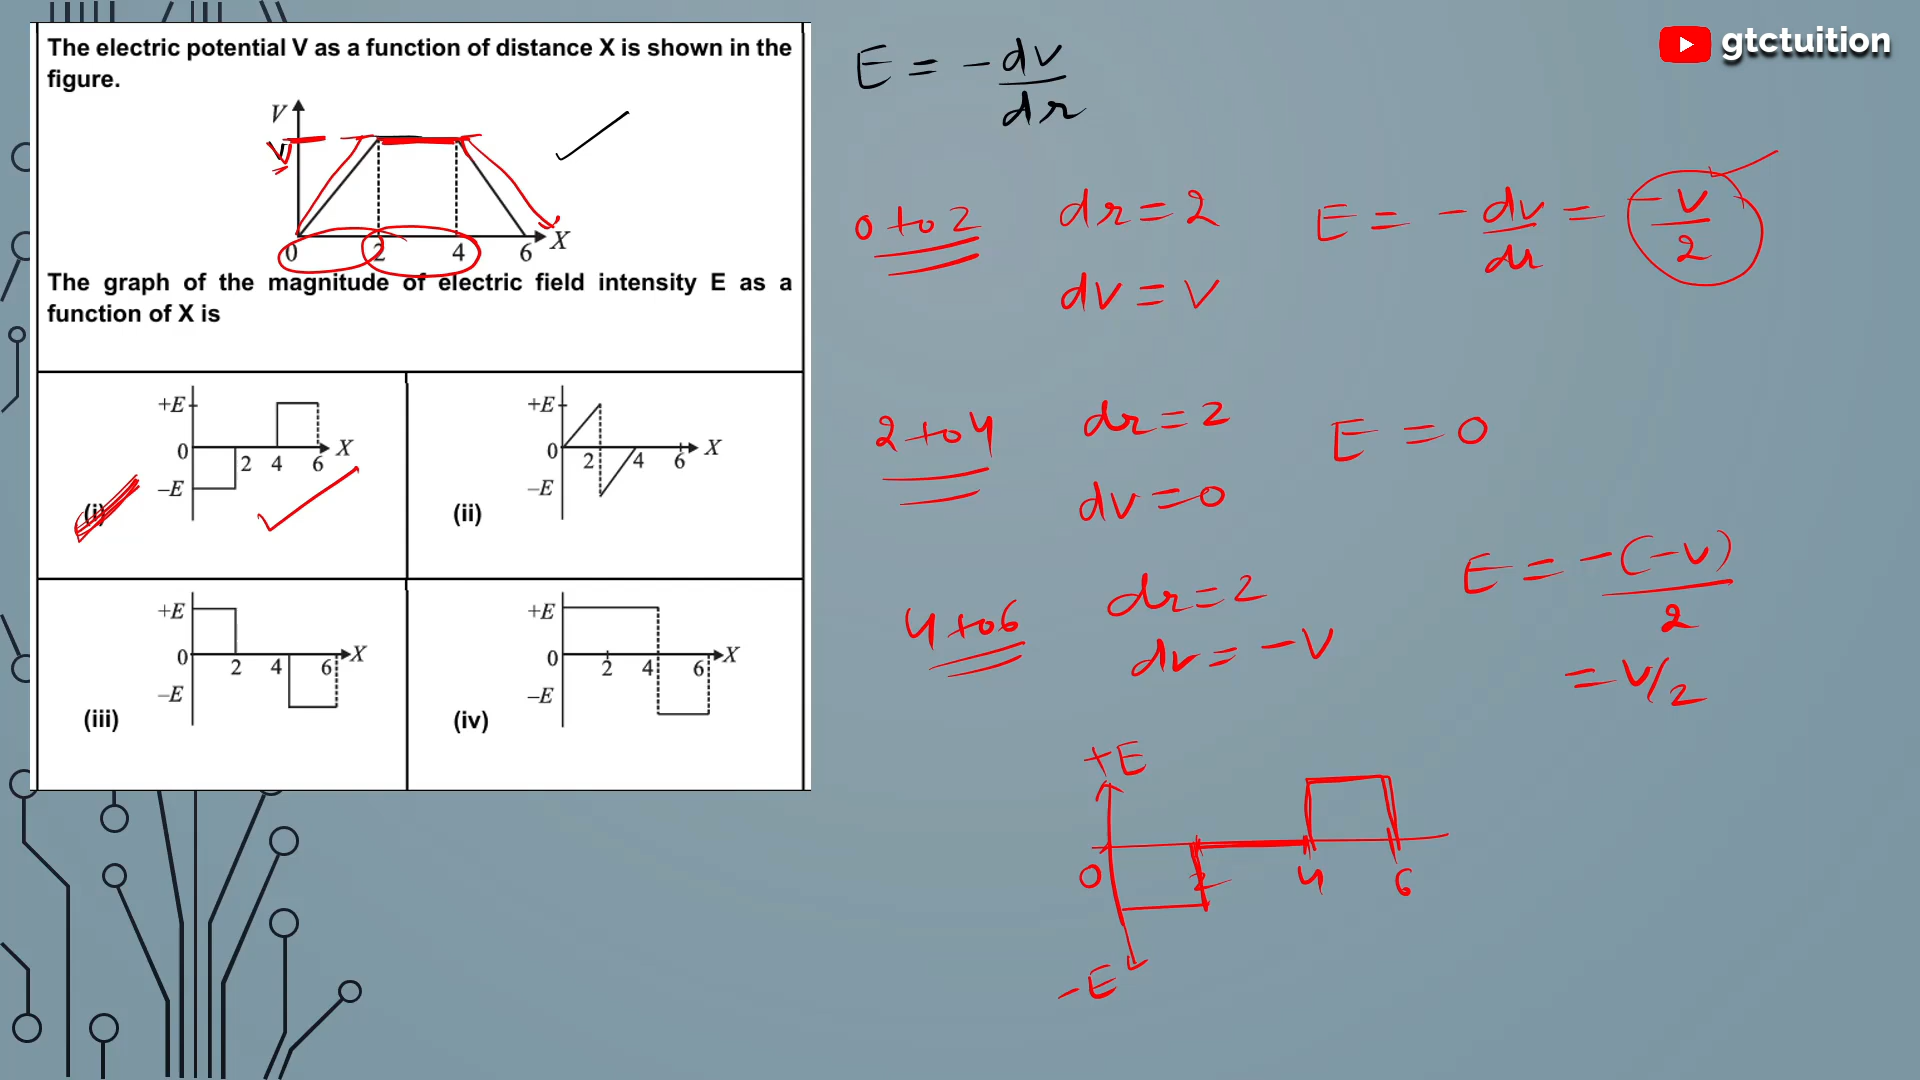 The electric potential V as a function of distance X is shown in the
figure.
V
V
0 2 4 6 X
The graph of the magnitude of electric field intensity E as a
function of X is
+E
0 2 4 6 X
–E
(i)
+E
0 2 4 6 X
–E
(ii)
+E
0 2 4 6 X
–E
(iii)
+E
0 2 4 6 X
–E
(iv)
gtctuition
E = - dv/dr
0 to 2 dr = 2 E = - dv/dr = - v/2
dv = v
2 to 4 dr = 2 E = 0
dv = 0
4 to 6 dr = 2 E = -(-v)/2
dv = -v = v/2
+E
0 2 4 6
-E